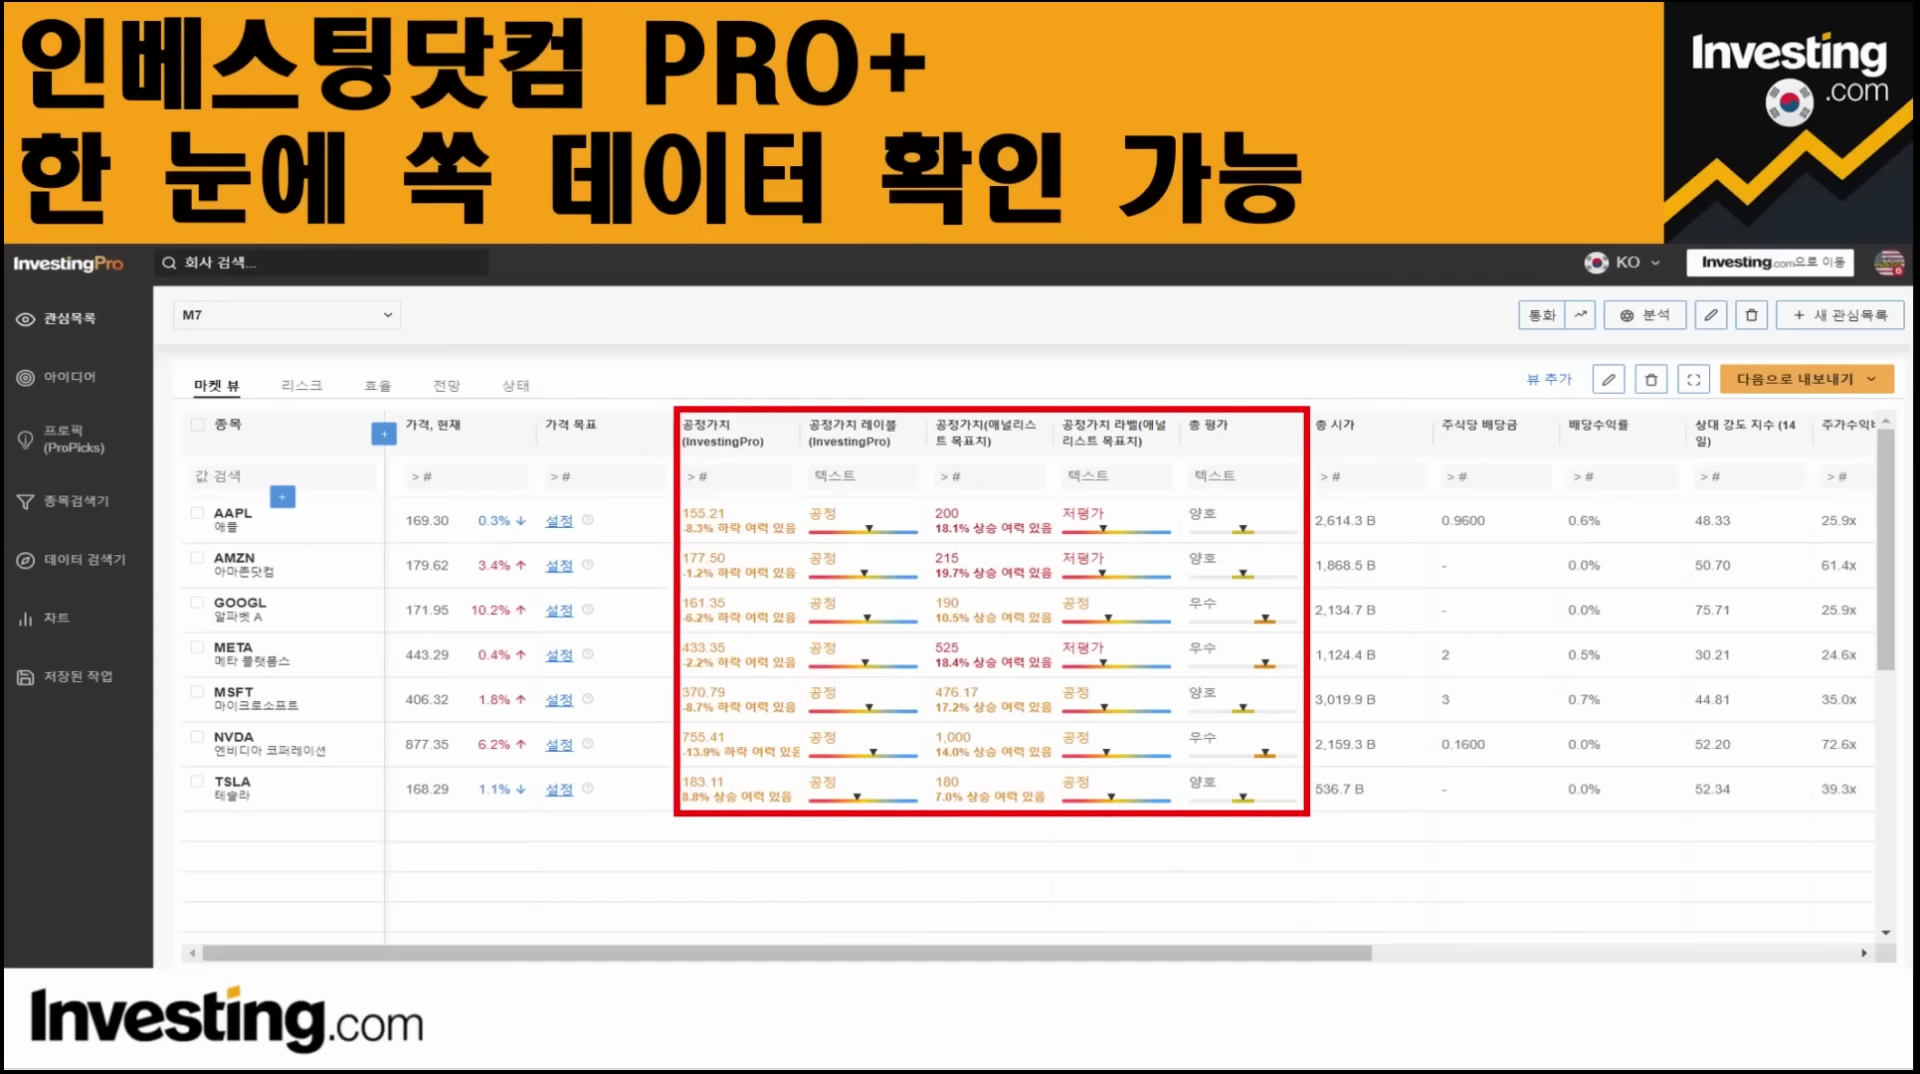 인베스팅닷컴 PRO+
한 눈에 쏙 데이터 확인 가능
Investing
.com
InvestingPro
회사 검색...
KO
Investing.com으로 이동
관심목록
아이디어
프로픽
(ProPicks)
종목검색기
데이터 검색기
차트
저장된 작업
M7
통화
분석
+ 새 관심목록
마켓 뷰 리스크 효율 전망 상태
뷰 추가
다음으로 내보내기
종목 가격, 현재 가격 목표 공정가치 공정가치 레이블 공정가치(애널리스 공정가치 라벨(애널 총 평가 총 시가 주식당 배당금 배당수익률 상대 강도 지수 (14 주가수익
(InvestingPro) (InvestingPro) 트 목표치) 리스트 목표치) 일)
값 검색 > # > # > # 텍스트 > # 텍스트 텍스트 > # > # > # > # > #
AAPL 169.30 0.3% ↓ 설정 155.21 공정 200 저평가 양호 2,614.3 B 0.9600 0.6% 48.33 25.9x
애플 -8.3% 하락 여력 있음 18.1% 상승 여력 있음
AMZN 179.62 3.4% ↑ 설정 177.50 공정 215 저평가 양호 1,868.5 B - 0.0% 50.70 61.4x
아마존닷컴 -1.2% 하락 여력 있음 19.7% 상승 여력 있음
GOOGL 171.95 10.2% ↑ 설정 161.35 공정 190 공정 우수 2,134.7 B - 0.0% 75.71 25.9x
알파벳 A -6.2% 하락 여력 있음 10.5% 상승 여력 있음
META 443.29 0.4% ↑ 설정 433.35 공정 525 저평가 우수 1,124.4 B 2 0.5% 30.21 24.6x
메타 플랫폼스 -2.2% 하락 여력 있음 18.4% 상승 여력 있음
MSFT 406.32 1.8% ↑ 설정 370.79 공정 476.17 공정 양호 3,019.9 B 3 0.7% 44.81 35.0x
마이크로소프트 -8.7% 하락 여력 있음 17.2% 상승 여력 있음
NVDA 877.35 6.2% ↑ 설정 755.41 공정 1,000 공정 우수 2,159.3 B 0.1600 0.0% 52.20 72.6x
엔비디아 코퍼레이션 -13.9% 하락 여력 있음 14.0% 상승 여력 있음
TSLA 168.29 1.1% ↓ 설정 183.11 공정 180 공정 양호 536.7 B - 0.0% 52.34 39.3x
테슬라 8.8% 상승 여력 있음 7.0% 상승 여력 있음
Investing.com